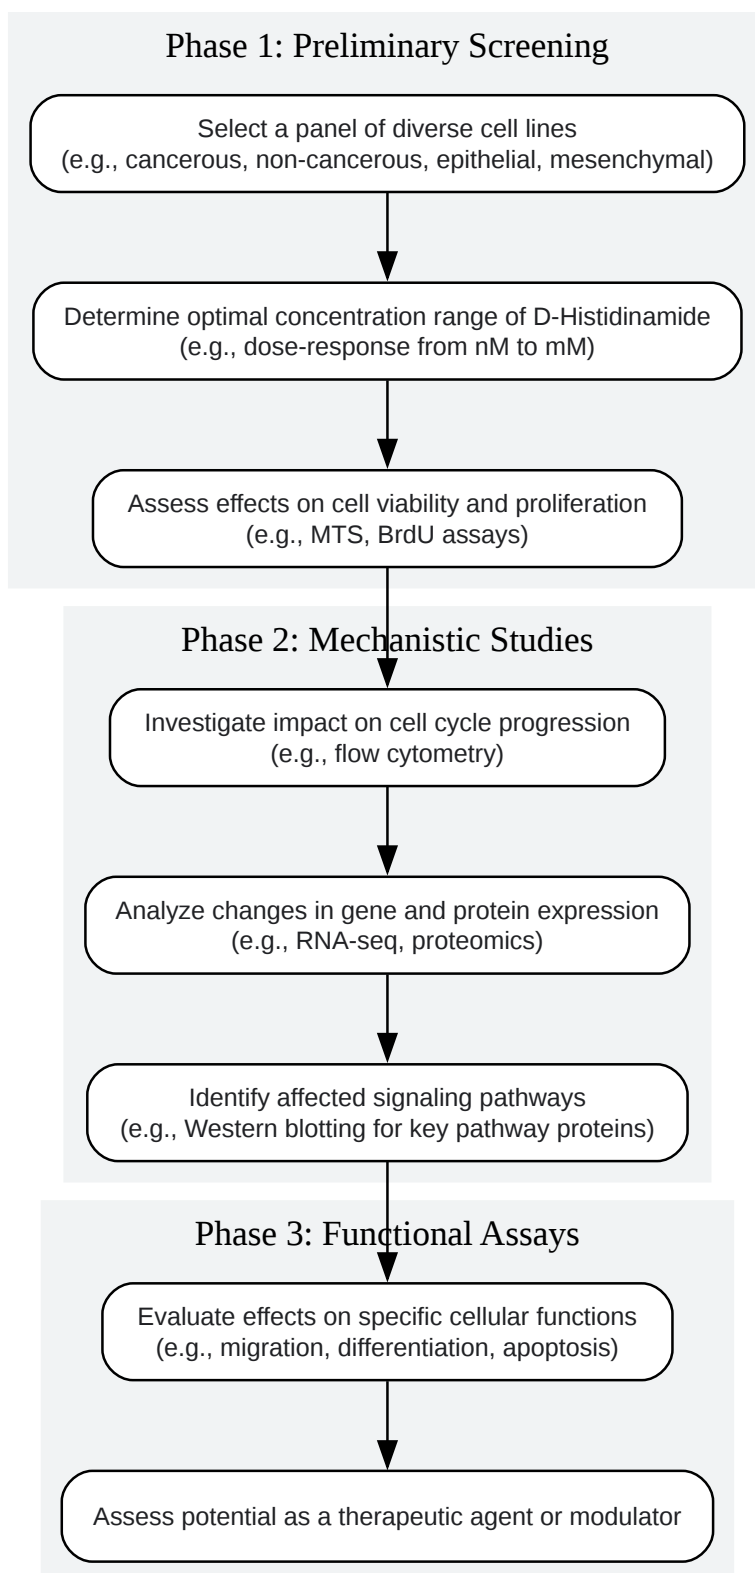 Phase 1: Preliminary Screening
Select a panel of diverse cell lines
(e.g., cancerous, non-cancerous, epithelial, mesenchymal)
Determine optimal concentration range of D-Histidinamide
(e.g., dose-response from nM to mM)
Assess effects on cell viability and proliferation
(e.g., MTS, BrdU assays)
Phase 2: Mechanistic Studies
Investigate impact on cell cycle progression
(e.g., flow cytometry)
Analyze changes in gene and protein expression
(e.g., RNA-seq, proteomics)
Identify affected signaling pathways
(e.g., Western blotting for key pathway proteins)
Phase 3: Functional Assays
Evaluate effects on specific cellular functions
(e.g., migration, differentiation, apoptosis)
Assess potential as a therapeutic agent or modulator